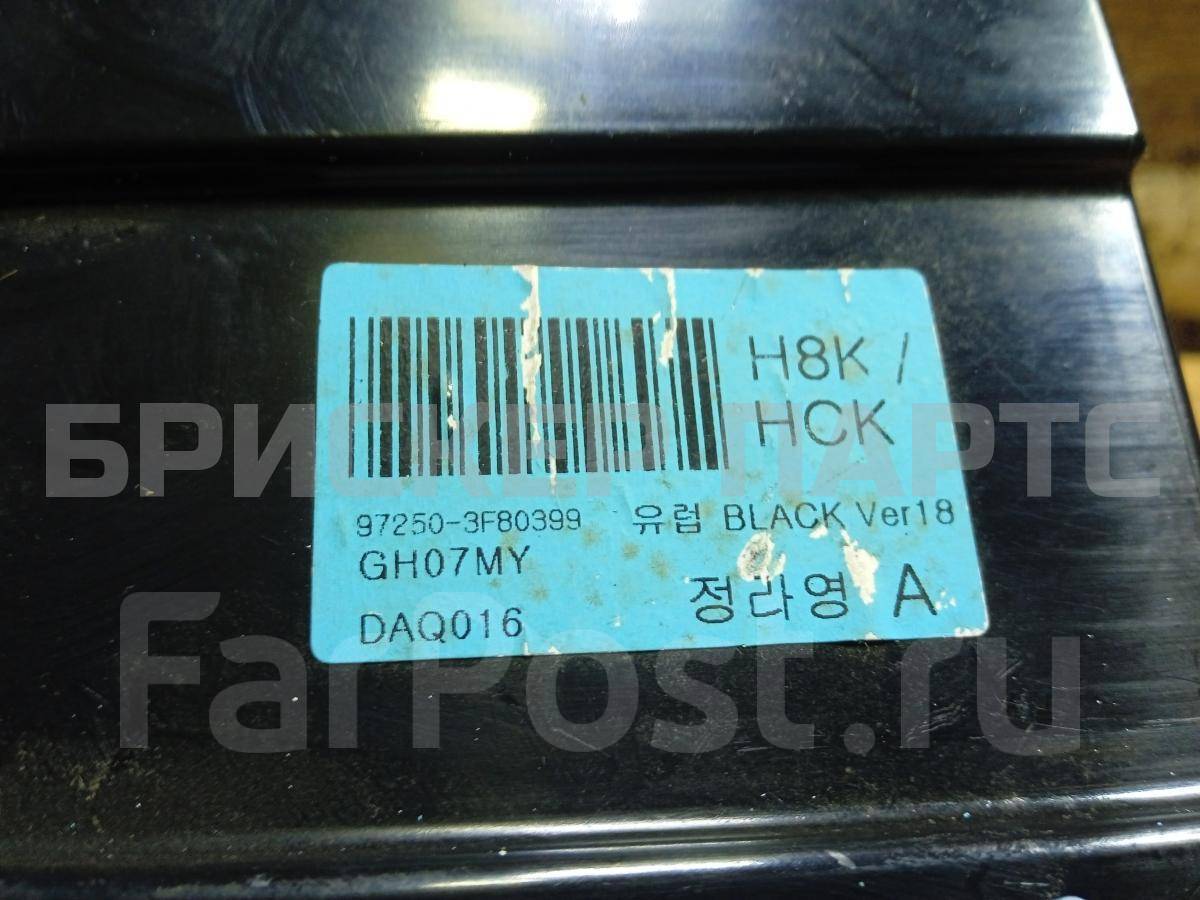 H8K /
HCK
БРИСКЕР ПАРТС
97250-3F80399 유럽 BLACK Ver18
GH07MY
정라영 A
DAQ016
FarPost.ru